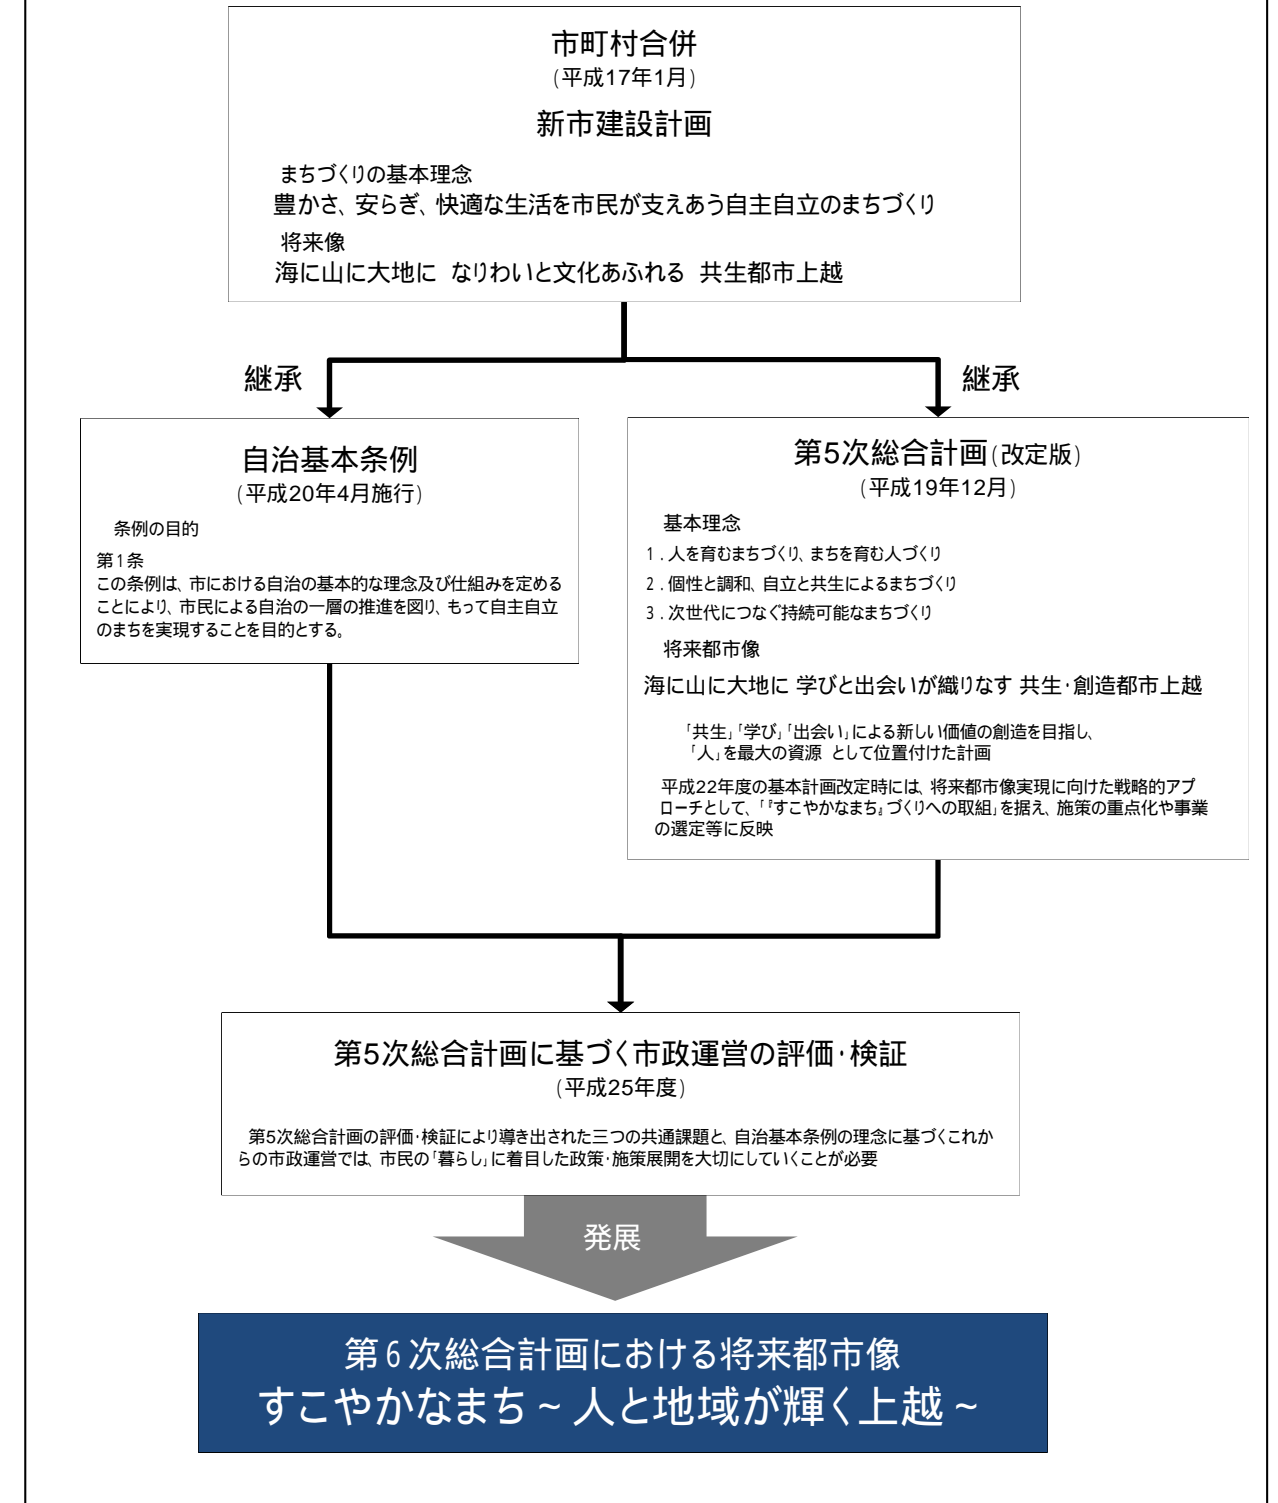 市町村合併
(平成17年1月)
新市建設計画
まちづくりの基本理念
豊かさ、安らぎ、快適な生活を市民が支えあう自主自立のまちづくり
将来像
海に山に大地に なりわいと文化あふれる 共生都市上越
継承
継承
自治基本条例
(平成20年4月施行)
条例の目的
第1条
この条例は、市における自治の基本的な理念及び仕組みを定める
ことにより、市民による自治の一層の推進を図り、もって自主自立
のまちを実現することを目的とする。
第5次総合計画(改定版)
(平成19年12月)
基本理念
1．人を育むまちづくり、まちを育む人づくり
2．個性と調和、自立と共生によるまちづくり
3．次世代につなぐ持続可能なまちづくり
将来都市像
海に山に大地に 学びと出会いが織りなす 共生・創造都市上越
「共生」「学び」「出会い」による新しい価値の創造を目指し、
「人」を最大の資源 として位置付けた計画
平成22年度の基本計画改定時には、将来都市像実現に向けた戦略的アプ
ローチとして、「『すこやかなまち』づくりへの取組」を据え、施策の重点化や事業
の選定等に反映
第5次総合計画に基づく市政運営の評価・検証
(平成25年度)
第5次総合計画の評価・検証により導き出された三つの共通課題と、自治基本条例の理念に基づくこれか
らの市政運営では、市民の「暮らし」に着目した政策・施策展開を大切にしていくことが必要
発展
第6次総合計画における将来都市像
すこやかなまち ~ 人と地域が輝く上越 ~